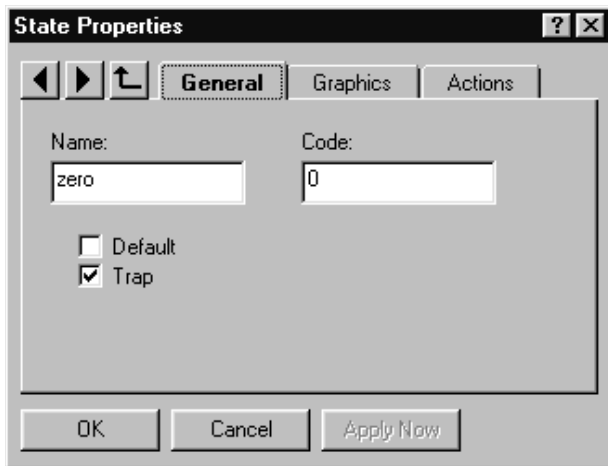 State Properties
General Graphics Actions
Name: Code:
zero 0
Default
Trap
OK Cancel Apply Now